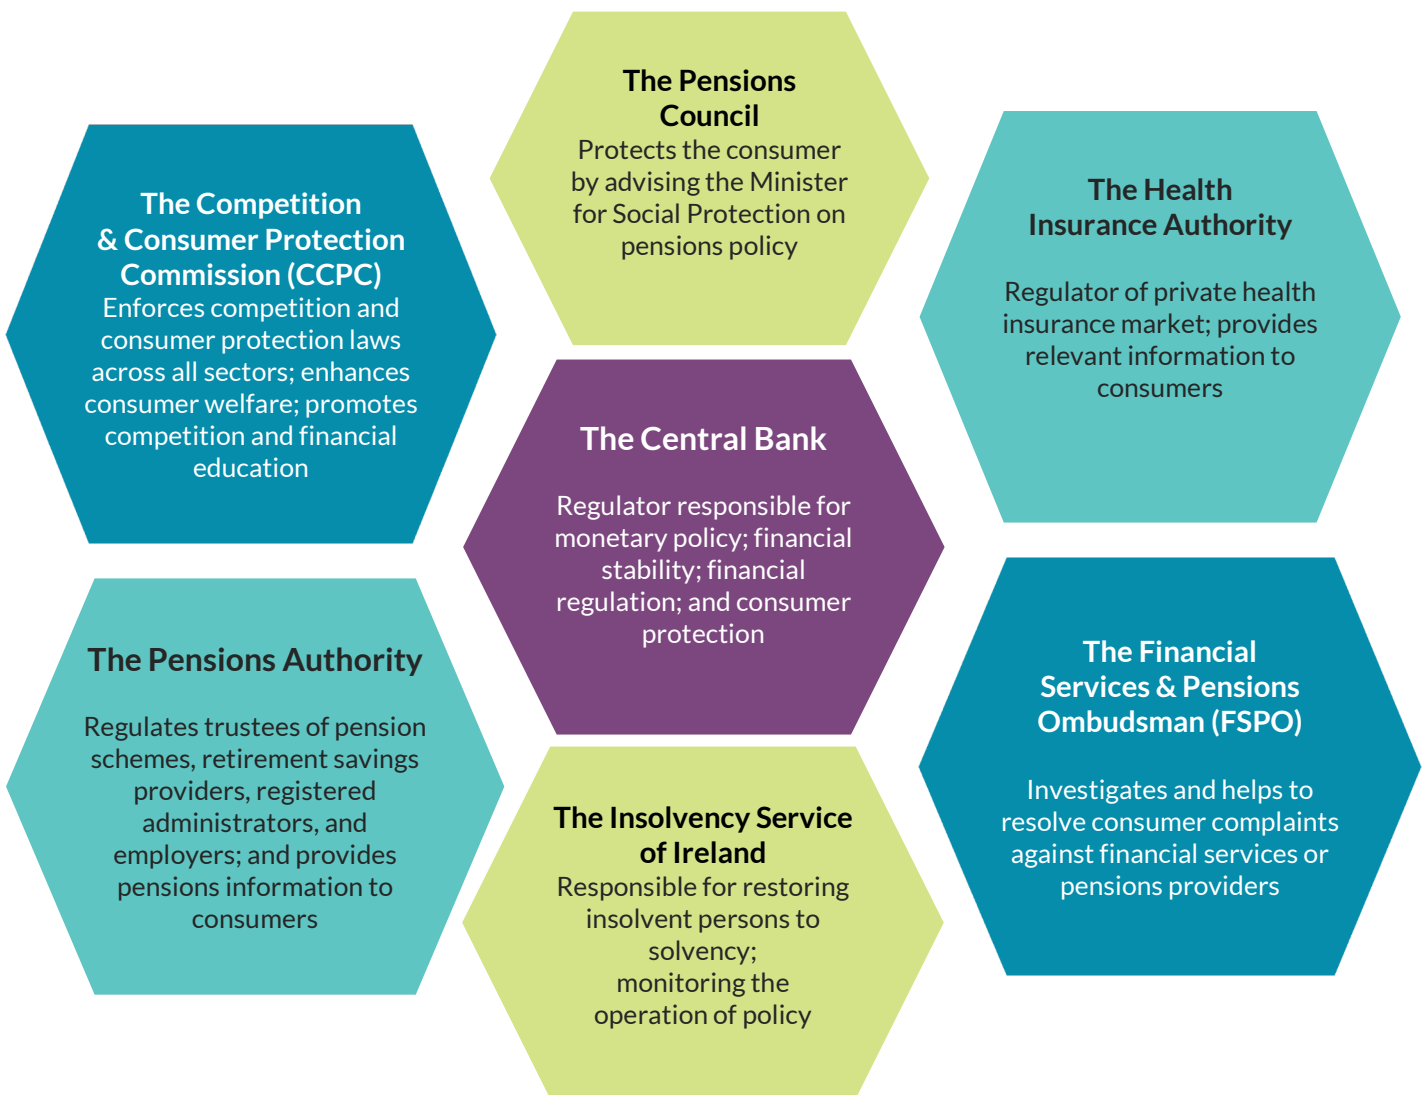 The Pensions
Council
Protects the consumer
by advising the Minister
for Social Protection on
pensions policy
The Competition
& Consumer Protection
Commission (CCPC)
Enforces competition and
consumer protection laws
across all sectors; enhances
consumer welfare; promotes
competition and financial
education
The Health
Insurance Authority
Regulator of private health
insurance market; provides
relevant information to
consumers
The Central Bank
Regulator responsible for
monetary policy; financial
stability; financial
regulation; and consumer
protection
The Pensions Authority
Regulates trustees of pension
schemes, retirement savings
providers, registered
administrators, and
employers; and provides
pensions information to
consumers
The Financial
Services & Pensions
Ombudsman (FSPO)
Investigates and helps to
resolve consumer complaints
against financial services or
pensions providers
The Insolvency Service
of Ireland
Responsible for restoring
insolvent persons to
solvency;
monitoring the
operation of policy